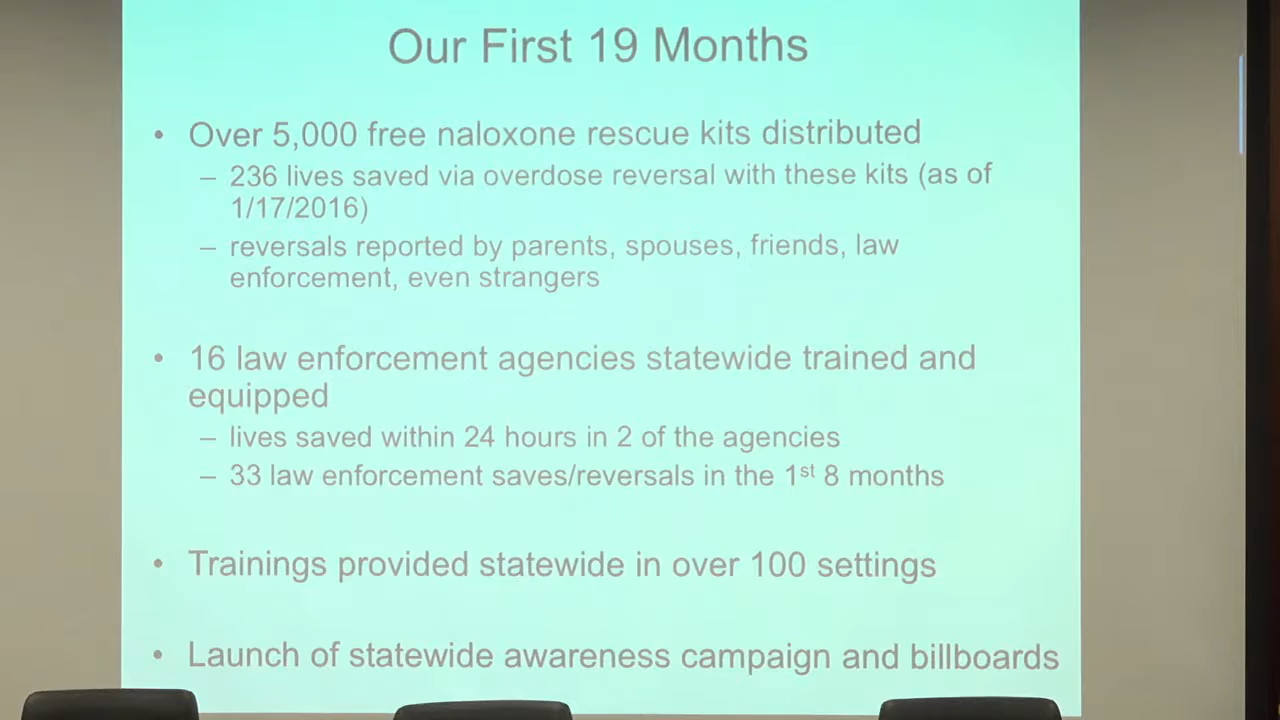 Our First 19 Months
• Over 5,000 free naloxone rescue kits distributed
– 236 lives saved via overdose reversal with these kits (as of
1/17/2016)
– reversals reported by parents, spouses, friends, law
enforcement, even strangers
• 16 law enforcement agencies statewide trained and
equipped
– lives saved within 24 hours in 2 of the agencies
– 33 law enforcement saves/reversals in the 1st 8 months
• Trainings provided statewide in over 100 settings
• Launch of statewide awareness campaign and billboards